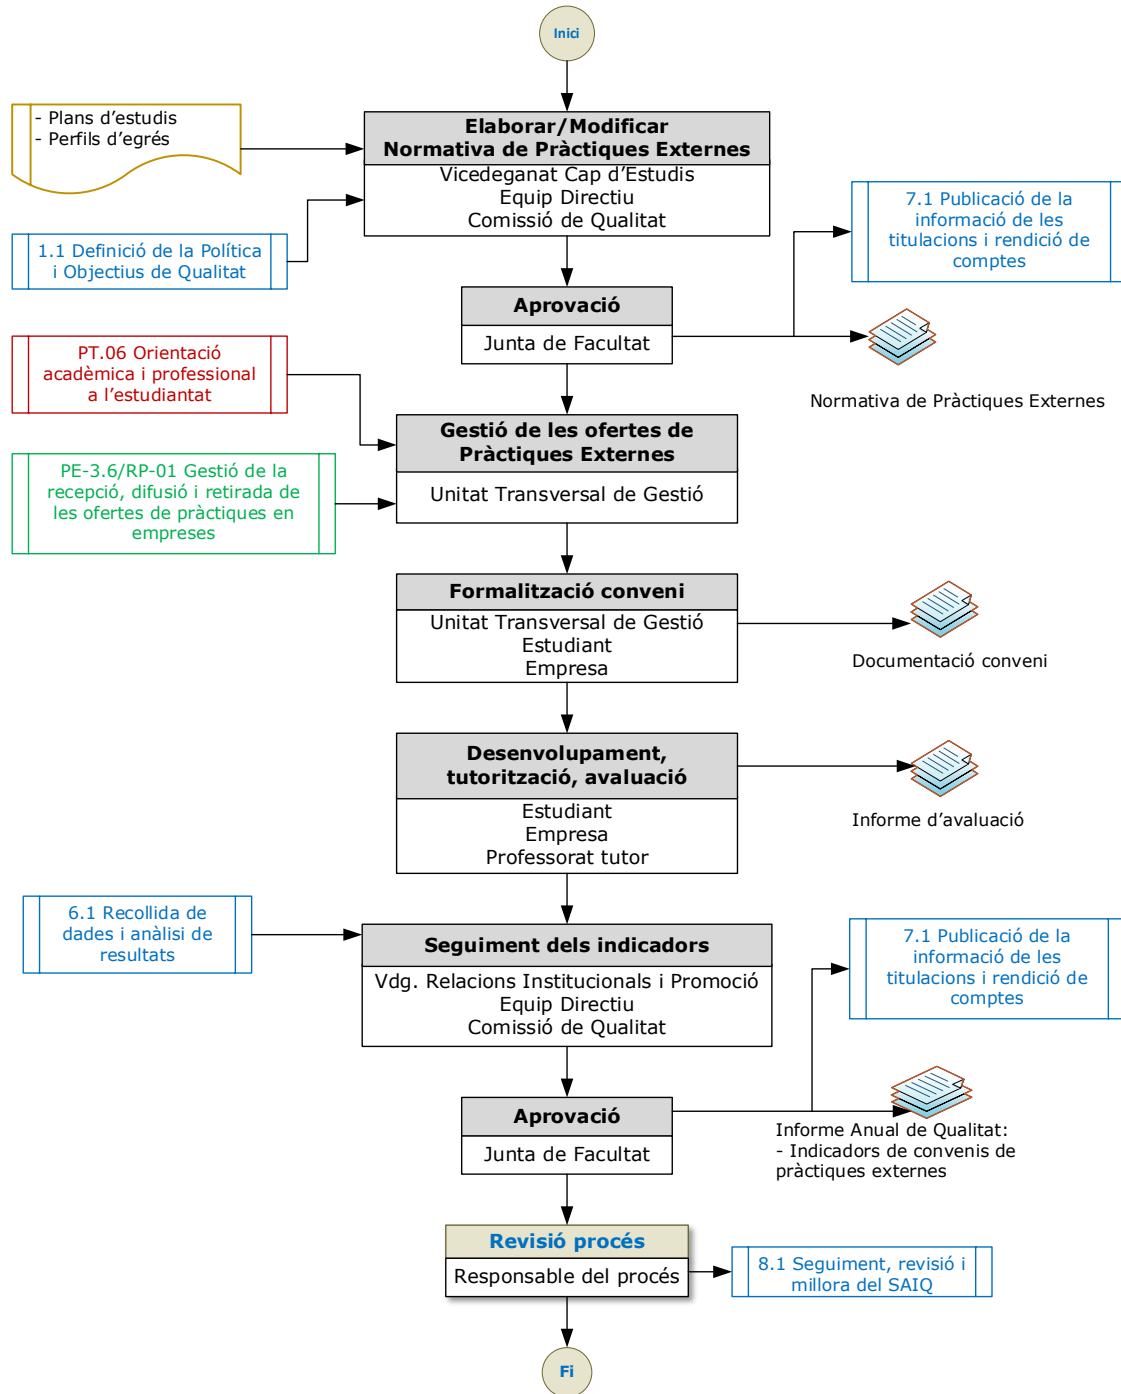 Inici
- Plans d’estudis
- Perfils d’egrés
Elaborar/Modificar
Normativa de Pràctiques Externes
Vicedeganat Cap d’Estudis
Equip Directiu
Comissió de Qualitat
1.1 Definició de la Política
i Objectius de Qualitat
7.1 Publicació de la
informació de les
titulacions i rendició de
comptes
Aprovació
Junta de Facultat
Normativa de Pràctiques Externes
PT.06 Orientació
acadèmica i professional
a l’estudiantat
Gestió de les ofertes de
Pràctiques Externes
Unitat Transversal de Gestió
PE-3.6/RP-01 Gestió de la
recepció, difusió i retirada de
les ofertes de pràctiques en
empreses
Formalització conveni
Unitat Transversal de Gestió
Estudiant
Empresa
Documentació conveni
Desenvolupament,
tutorització, avaluació
Estudiant
Empresa
Professorat tutor
Informe d’avaluació
6.1 Recollida de
dades i anàlisi de
resultats
Seguiment dels indicadors
Vdg. Relacions Institucionals i Promoció
Equip Directiu
Comissió de Qualitat
7.1 Publicació de la
informació de les
titulacions i rendició de
comptes
Aprovació
Junta de Facultat
Informe Anual de Qualitat:
- Indicadors de convenis de
pràctiques externes
Revisió procés
Responsable del procés
8.1 Seguiment, revisió i
millora del SAIQ
Fi